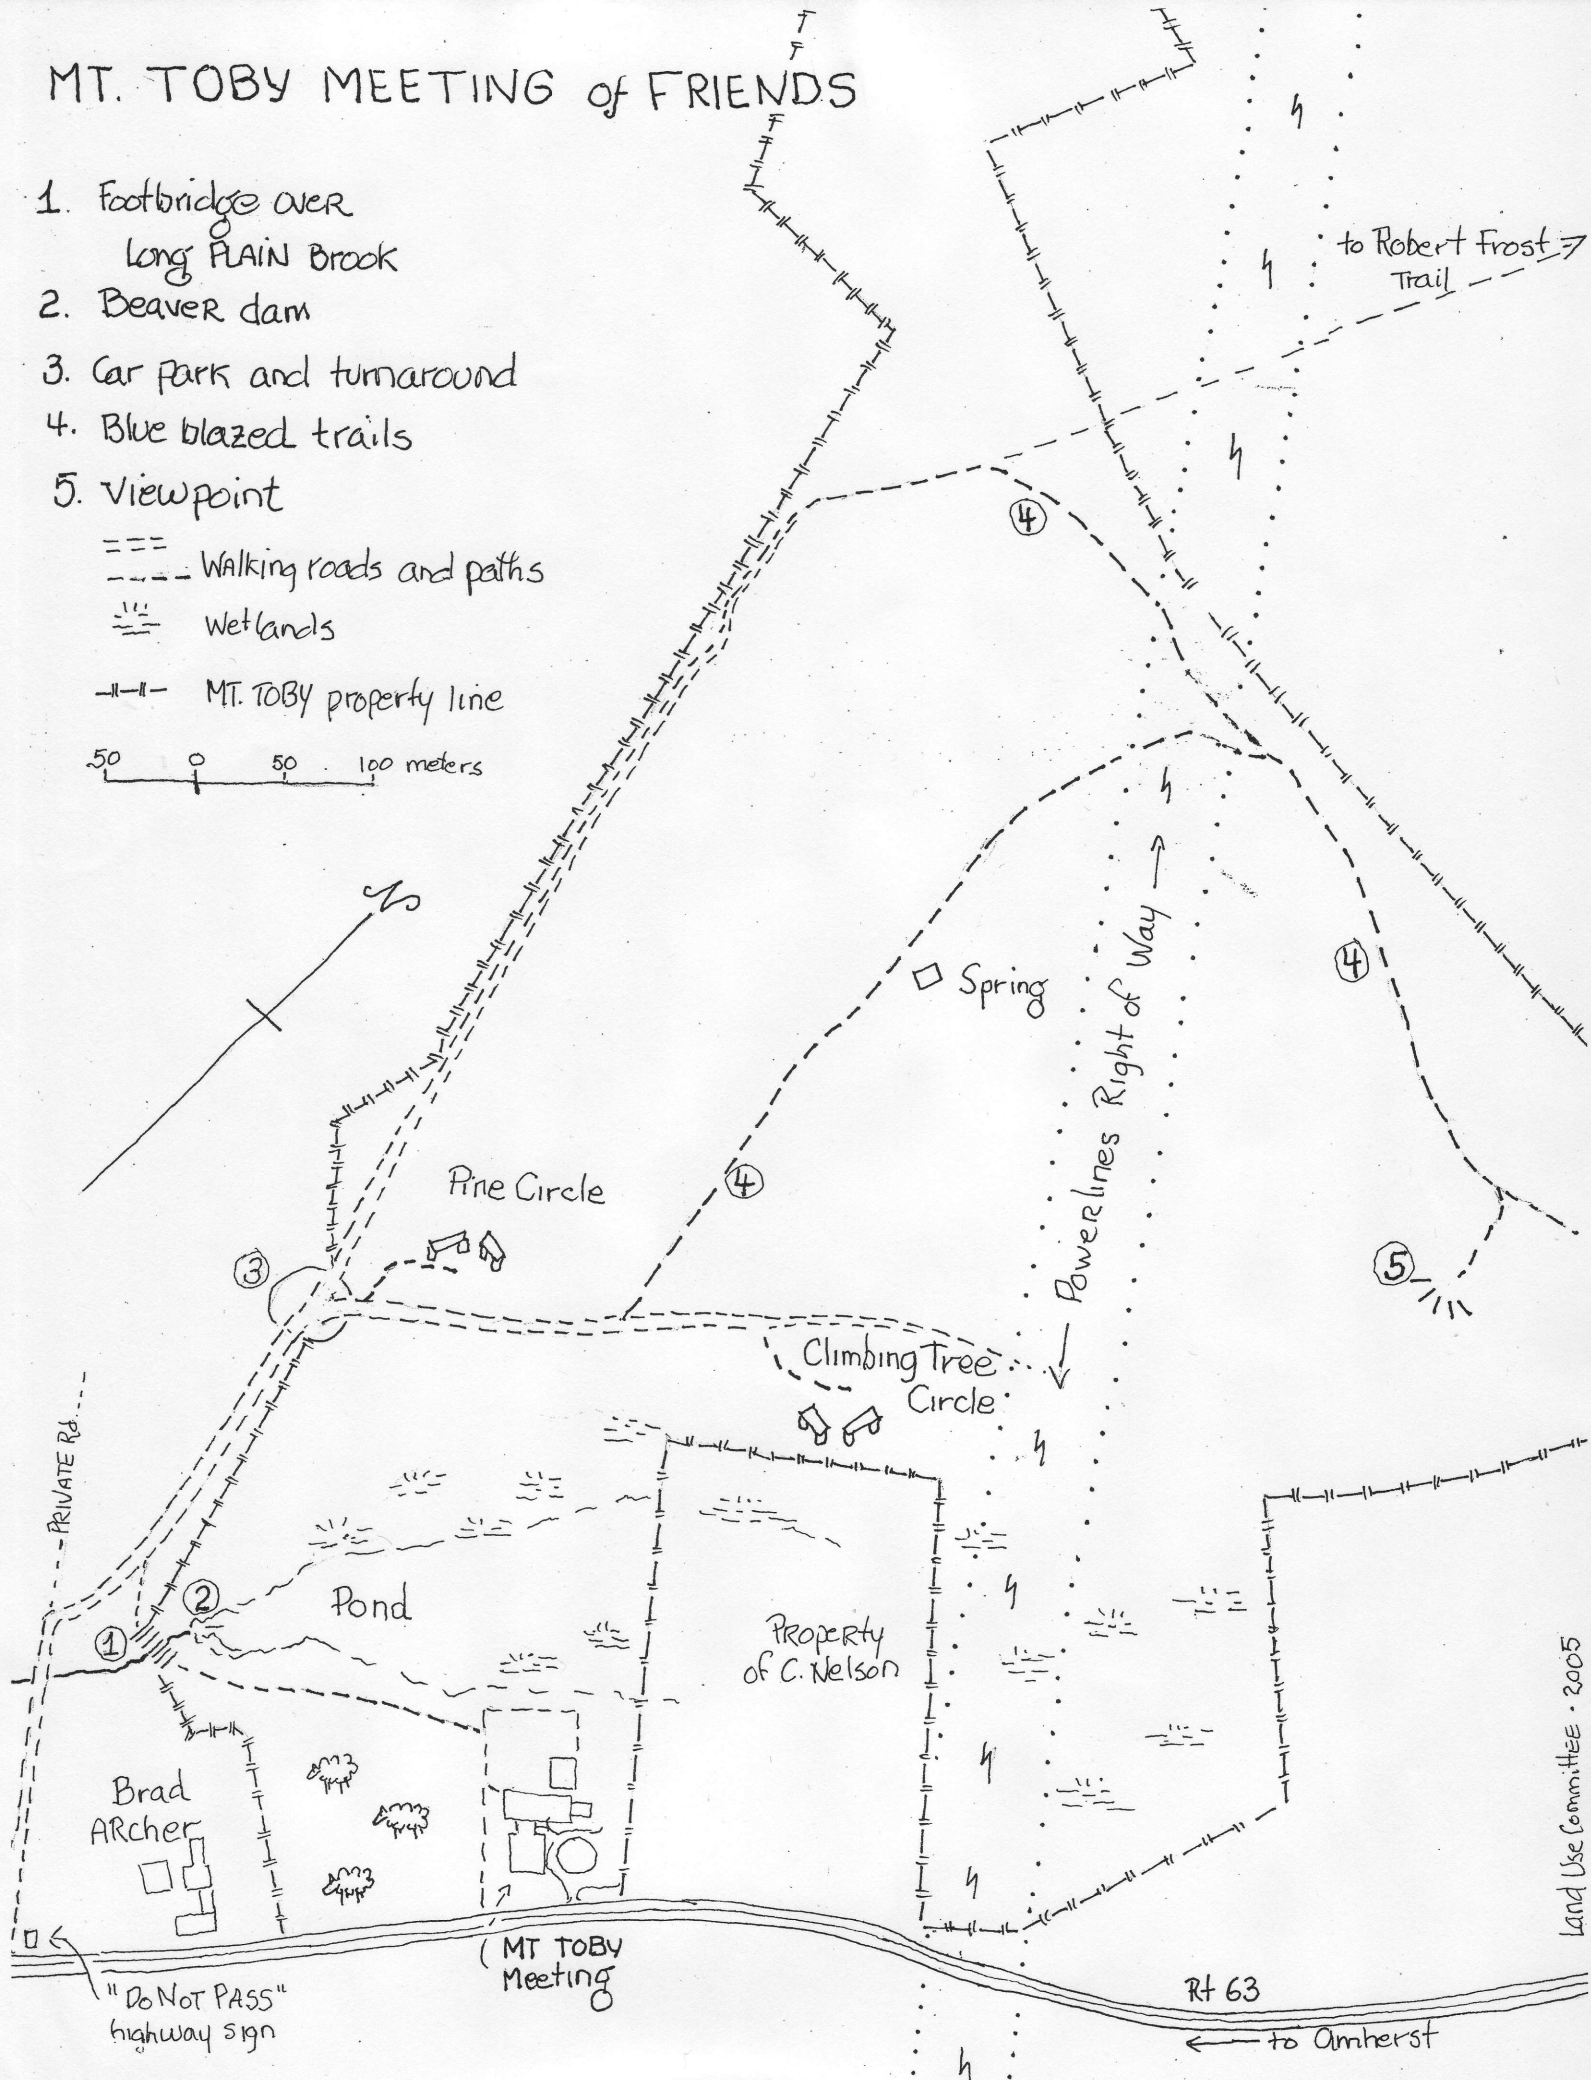 MT. TOBY MEETING of FRIENDS
1. Footbridge over
Long Plain Brook
2. Beaver dam
3. Car park and turnaround
4. Blue blazed trails
5. Viewpoint
Walking roads and paths
Wetlands
MT. TOBY property line
50 0 50 100 meters
to Robert Frost
Trail
4
N
4
Spring
Powerlines Right of Way
Pine Circle
4
3
5
Climbing Tree
Circle
PRIVATE Rd.
2
1
Pond
Property
of C. Nelson
Brad
Archer
MT TOBY
Meeting
"DO NOT PASS"
highway sign
Rt 63
to Amherst
Land Use Committee · 2005